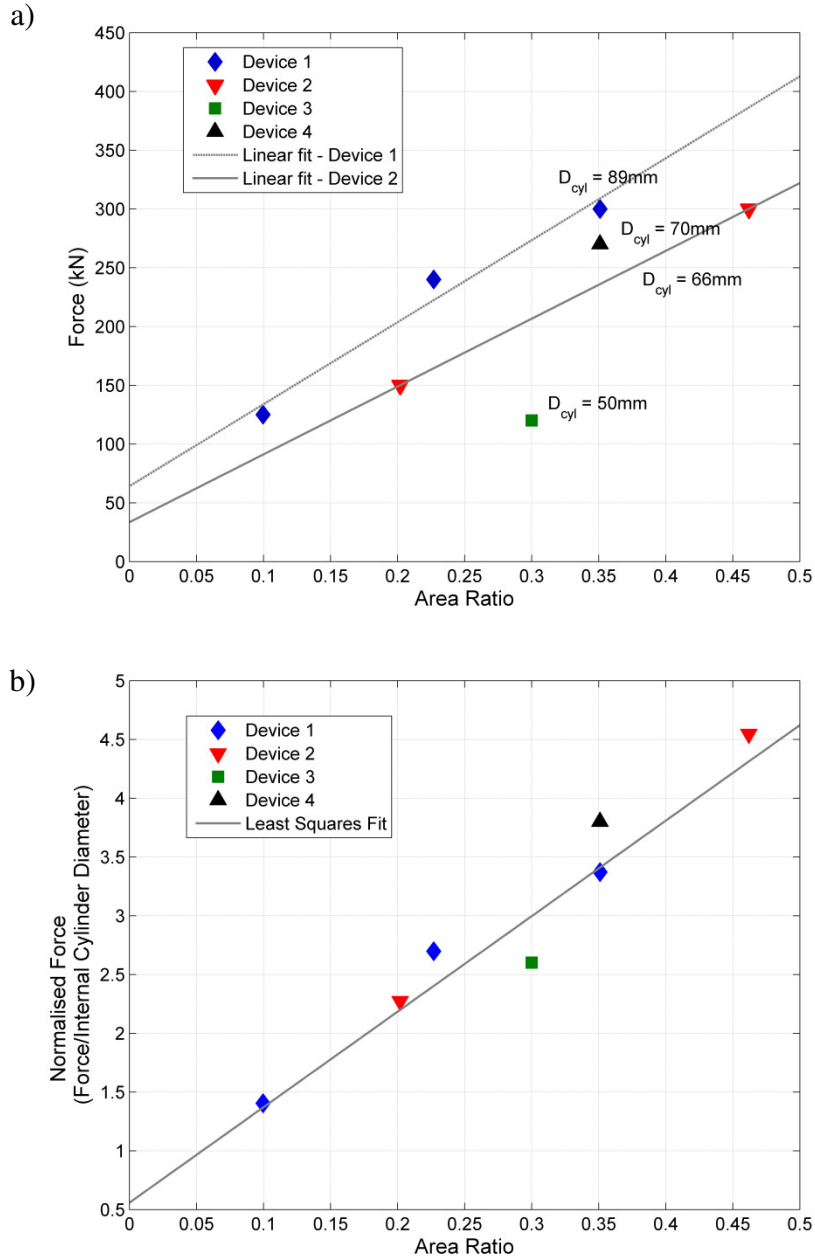 a)
450
400
350
300
250
200
150
100
50
0
Force (kN)
Device 1
Device 2
Device 3
Device 4
Linear fit - Device 1
Linear fit - Device 2
D_cyl = 89mm
D_cyl = 70mm
D_cyl = 66mm
D_cyl = 50mm
0 0.05 0.1 0.15 0.2 0.25 0.3 0.35 0.4 0.45 0.5
Area Ratio
b)
5
4.5
4
3.5
3
2.5
2
1.5
1
0.5
Normalised Force
(Force/Internal Cylinder Diameter)
Device 1
Device 2
Device 3
Device 4
Least Squares Fit
0 0.05 0.1 0.15 0.2 0.25 0.3 0.35 0.4 0.45 0.5
Area Ratio